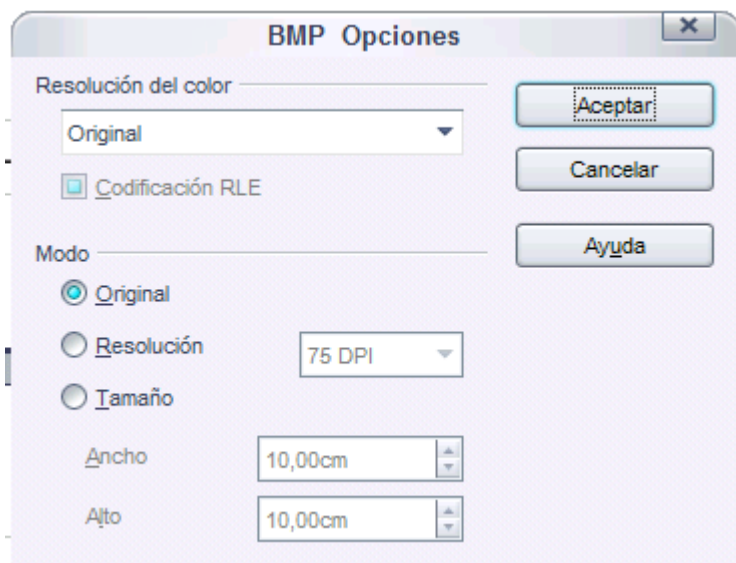 BMP Opciones
Resolución del color
Original
Codificación RLE
Aceptar
Cancelar
Ayuda
Modo
Original
Resolución
75 DPI
Tamaño
Ancho
10,00cm
Alto
10,00cm